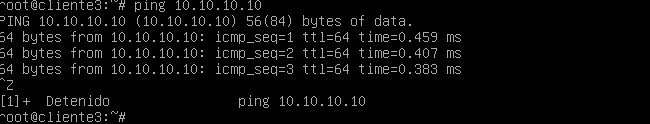 root@cliente3:~# ping 10.10.10.10
PING 10.10.10.10 (10.10.10.10) 56(84) bytes of data.
64 bytes from 10.10.10.10: icmp_seq=1 ttl=64 time=0.459 ms
64 bytes from 10.10.10.10: icmp_seq=2 ttl=64 time=0.407 ms
64 bytes from 10.10.10.10: icmp_seq=3 ttl=64 time=0.383 ms
^Z
[1]+  Detenido                ping 10.10.10.10
root@cliente3:~#